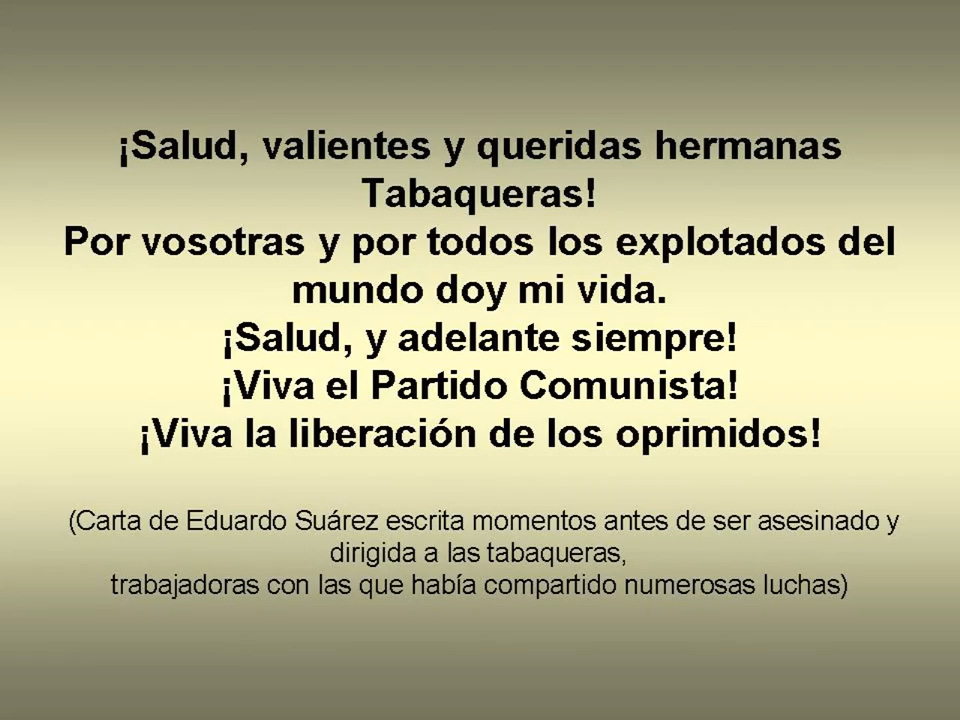 ¡Salud, valientes y queridas hermanas
Tabaqueras!
Por vosotras y por todos los explotados del
mundo doy mi vida.
¡Salud, y adelante siempre!
¡Viva el Partido Comunista!
¡Viva la liberación de los oprimidos!
(Carta de Eduardo Suárez escrita momentos antes de ser asesinado y
dirigida a las tabaqueras,
trabajadoras con las que había compartido numerosas luchas)